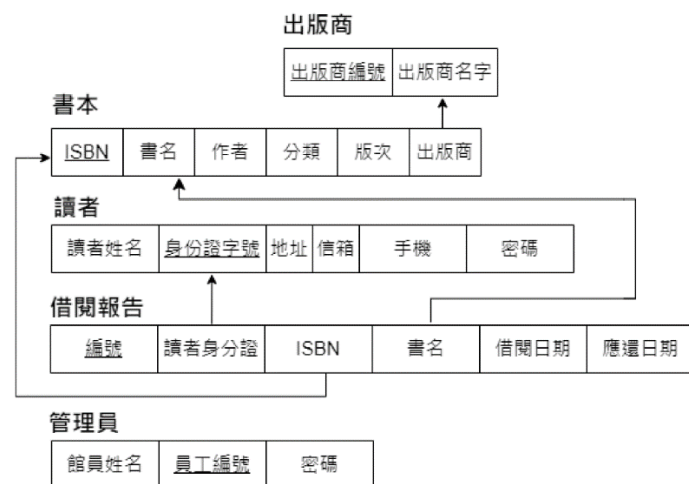 出版商
出版商編號 出版商名字
書本
ISBN 書名 作者 分類 版次 出版商
讀者
讀者姓名 身份證字號 地址 信箱 手機 密碼
借閱報告
編號 讀者身分證 ISBN 書名 借閱日期 應還日期
管理員
館員姓名 員工編號 密碼